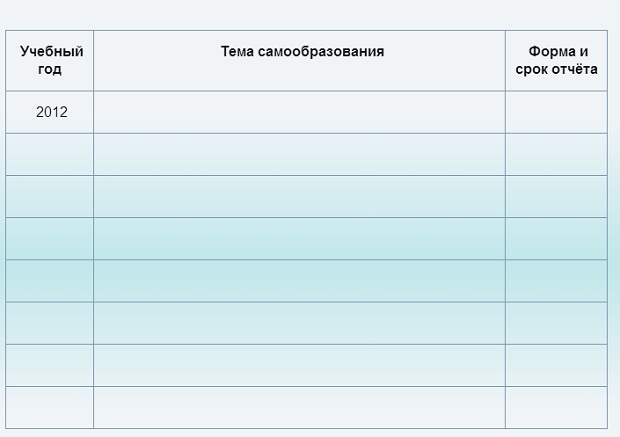 Учебный год
Тема самообразования
Форма и срок отчёта
2012